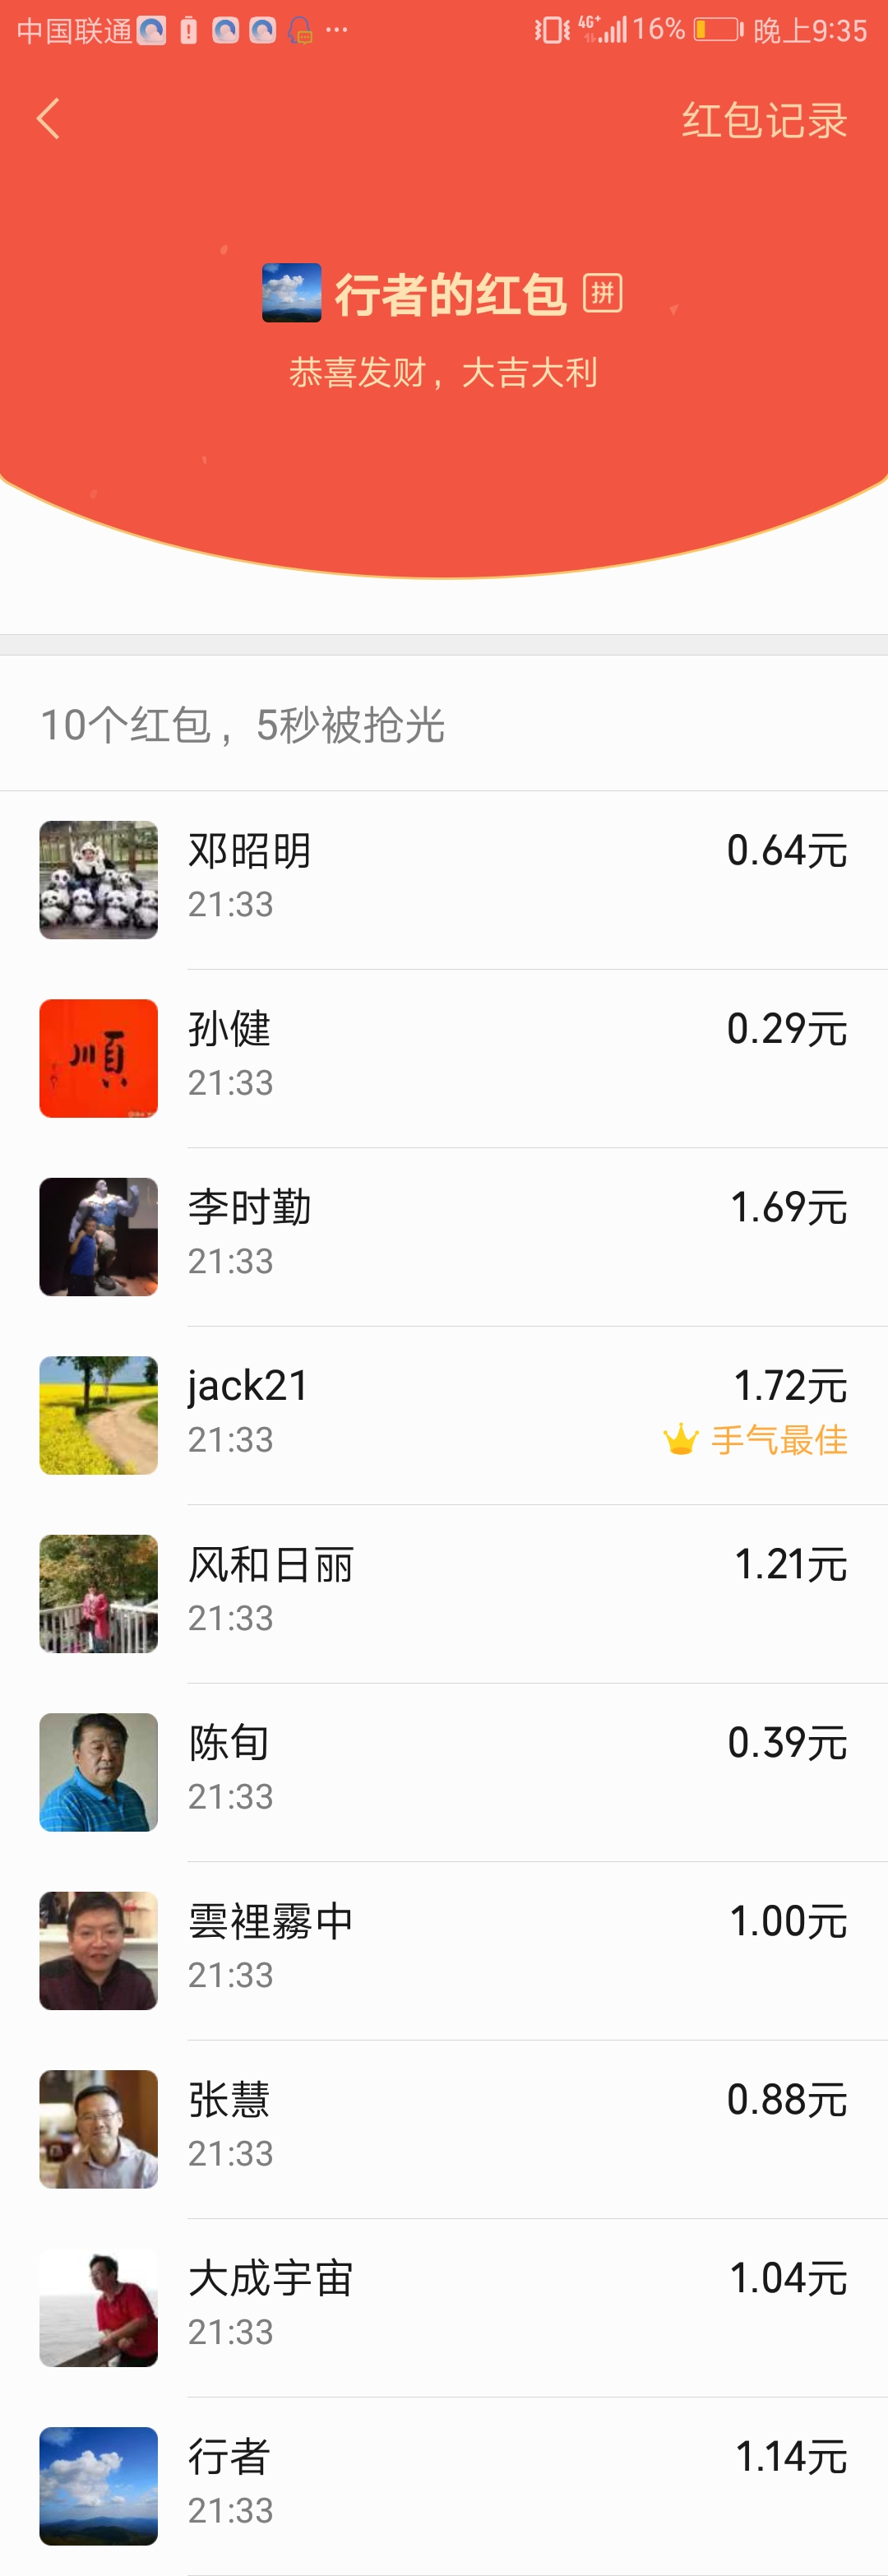 中国联通 4G+ 16% 晚上9:35
红包记录
行者的红包 拼
恭喜发财，大吉大利
10个红包，5秒被抢光
邓昭明 0.64元
21:33
孙健 0.29元
21:33
順
李时勤 1.69元
21:33
jack21 1.72元
21:33 手气最佳
风和日丽 1.21元
21:33
陈旬 0.39元
21:33
雲裡霧中 1.00元
21:33
张慧 0.88元
21:33
大成宇宙 1.04元
21:33
行者 1.14元
21:33